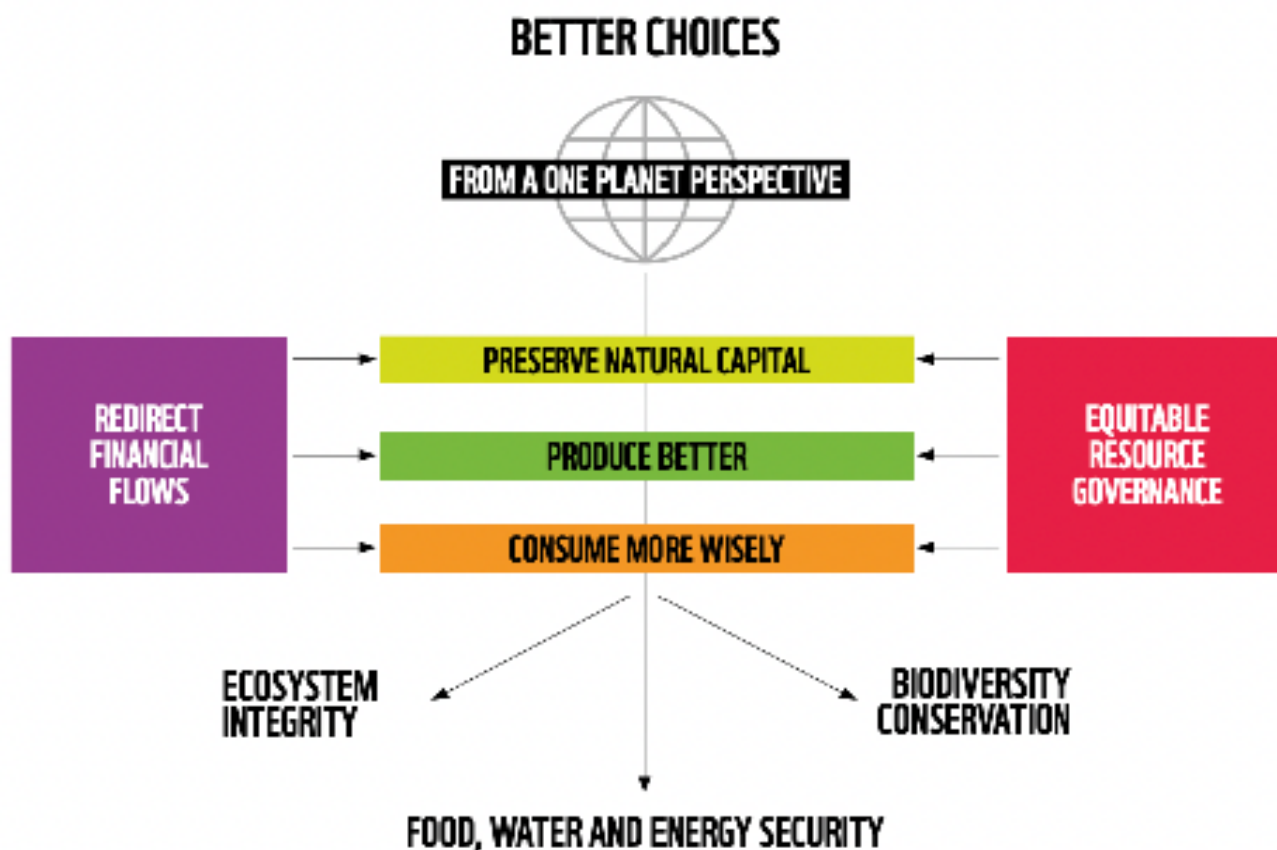 BETTER CHOICES
FROM A ONE PLANET PERSPECTIVE
PRESERVE NATURAL CAPITAL
REDIRECT
FINANCIAL
FLOWS
PRODUCE BETTER
EQUITABLE
RESOURCE
GOVERNANCE
CONSUME MORE WISELY
ECOSYSTEM
INTEGRITY
BIODIVERSITY
CONSERVATION
FOOD, WATER AND ENERGY SECURITY